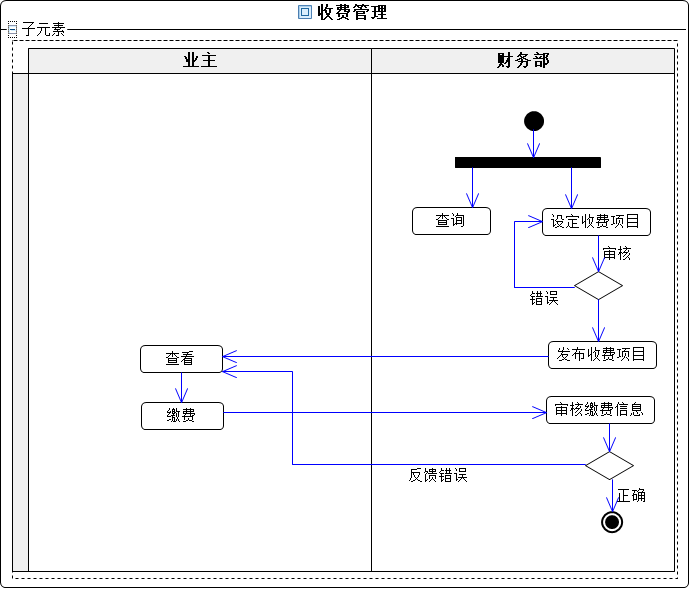 收费管理
子元素
业主
财务部
查询
设定收费项目
审核
错误
发布收费项目
查看
缴费
审核缴费信息
反馈错误
正确